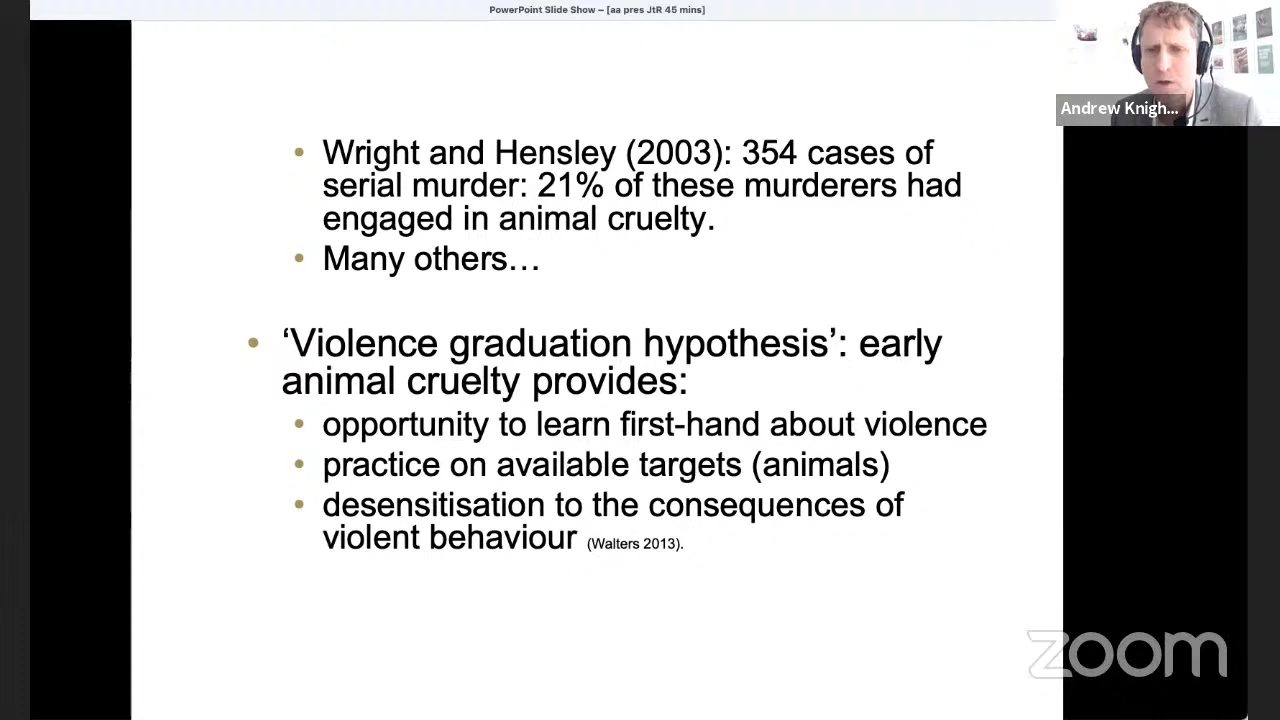 PowerPoint Slide Show – [aa pres JtR 45 mins]
Andrew Knigh...
• Wright and Hensley (2003): 354 cases of
serial murder: 21% of these murderers had
engaged in animal cruelty.
• Many others…
• ‘Violence graduation hypothesis’: early
animal cruelty provides:
• opportunity to learn first-hand about violence
• practice on available targets (animals)
• desensitisation to the consequences of
violent behaviour (Walters 2013).
zoom